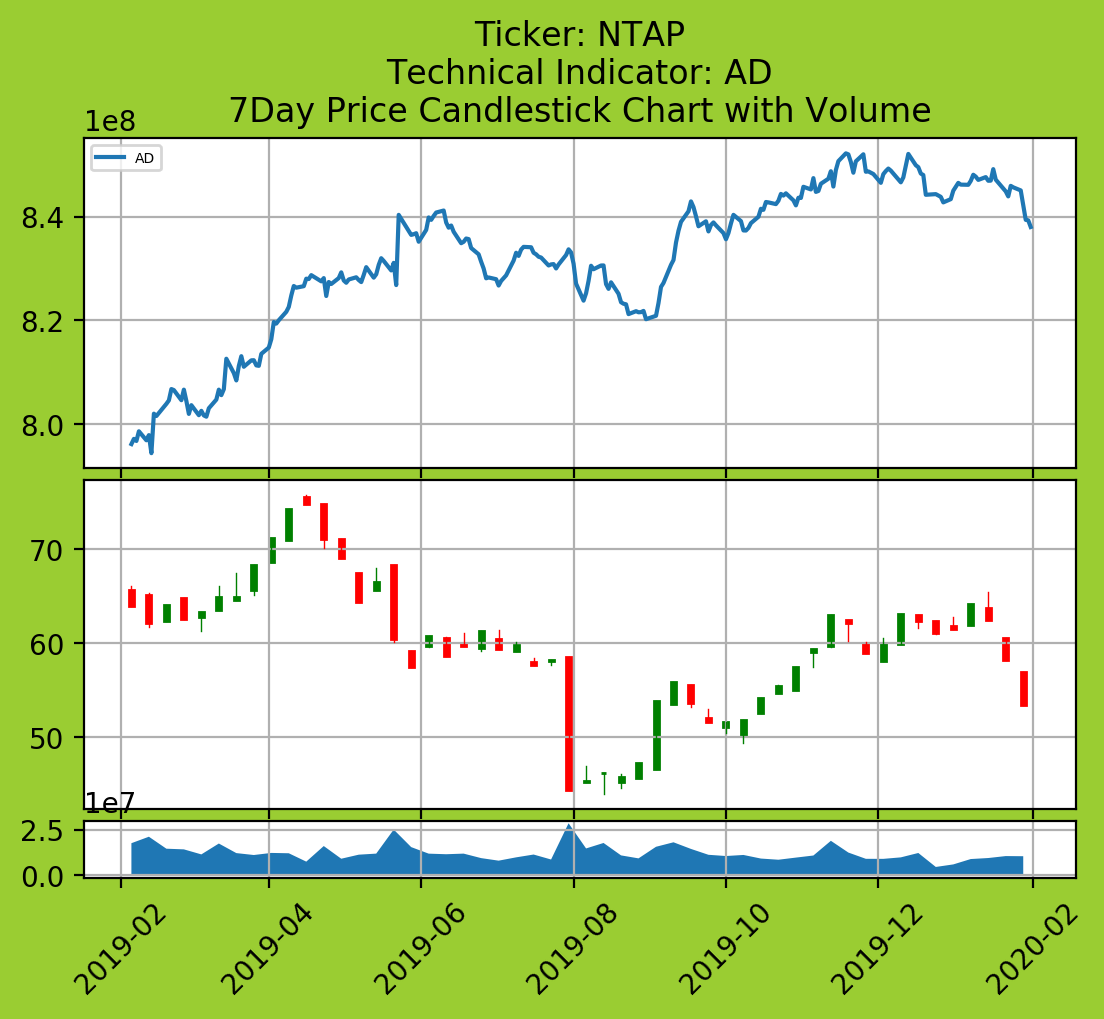 Ticker: NTAP
Technical Indicator: AD
7Day Price Candlestick Chart with Volume
1e8
AD
8.4
8.2
8.0
70
60
50
1e7
2.5
0.0
2019-02
2019-04
2019-06
2019-08
2019-10
2019-12
2020-02